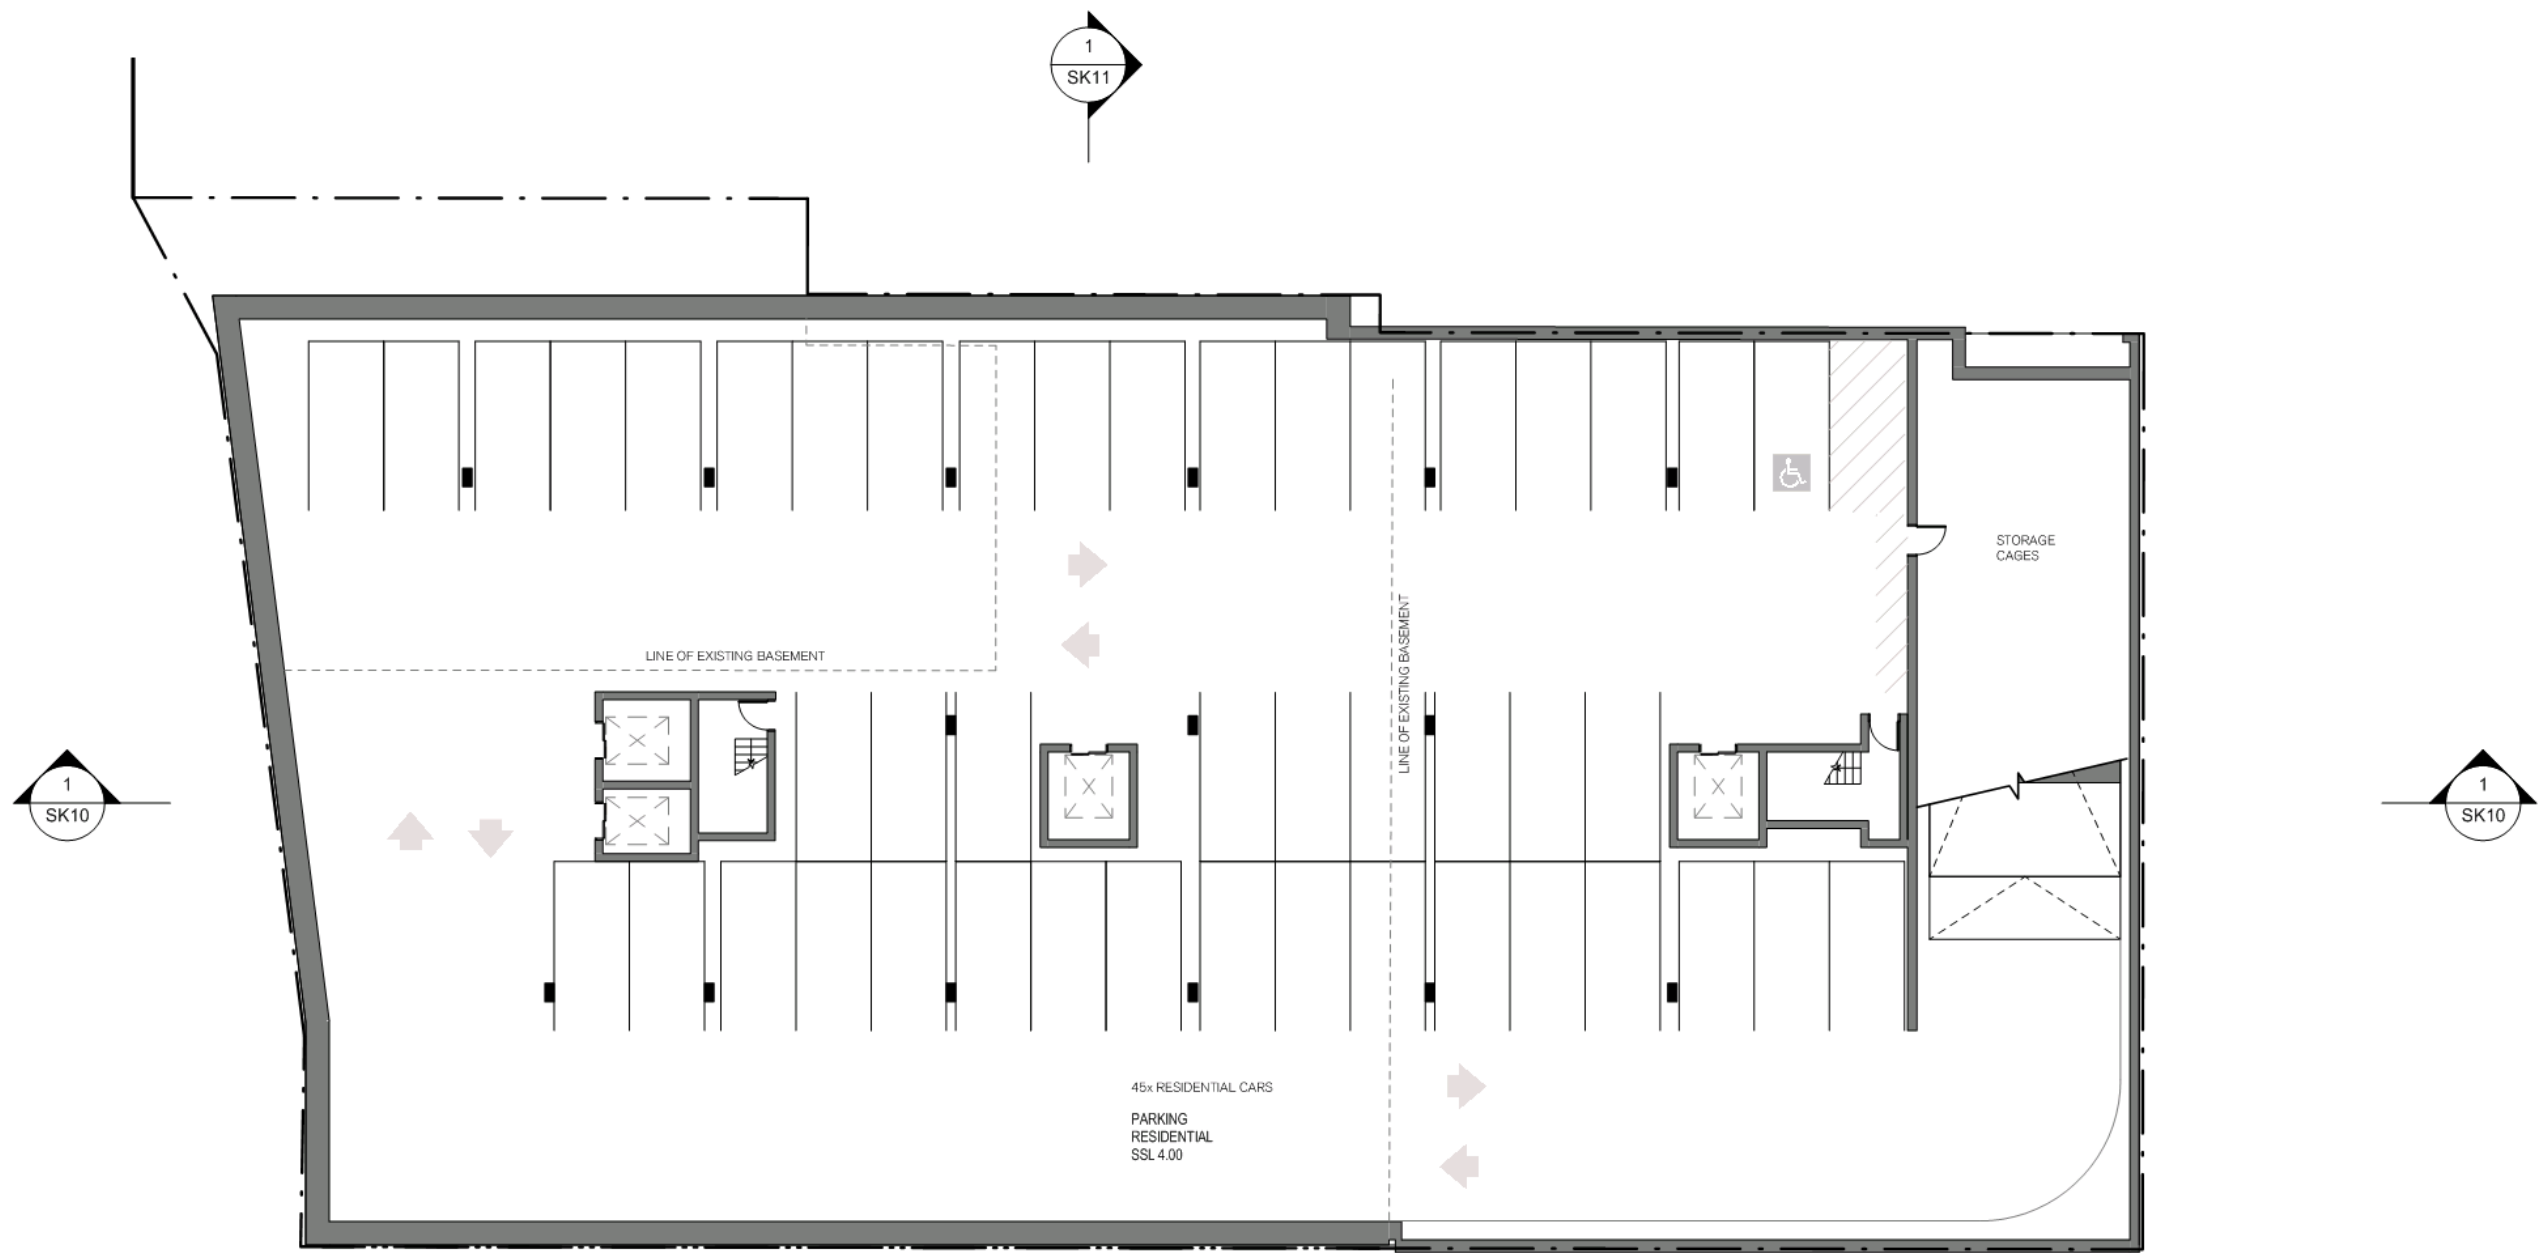 1
SK11
STORAGE
CAGES
LINE OF EXISTING BASEMENT
LINE OF EXISTING BASEMENT
1
SK10
1
SK10
45x RESIDENTIAL CARS
PARKING
RESIDENTIAL
SSL 4.00